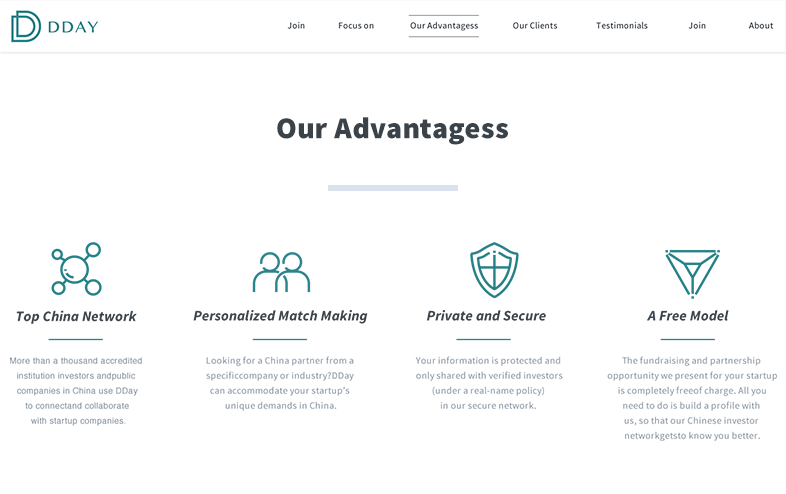 DDAY
Join
Focus on
Our Advantagess
Our Clients
Testimonials
Join
About
Our Advantagess
Top China Network
More than a thousand accredited
institution investors andpublic
companies in China use DDay
to connectand collaborate
with startup companies.
Personalized Match Making
Looking for a China partner from a
specificcompany or industry?DDay
can accommodate your startup's
unique demands in China.
Private and Secure
Your information is protected and
only shared with verified investors
(under a real-name policy)
in our secure network.
A Free Model
The fundraising and partnership
opportunity we present for your startup
is completely freeof charge. All you
need to do is build a profile with
us, so that our Chinese investor
networkgetsto know you better.